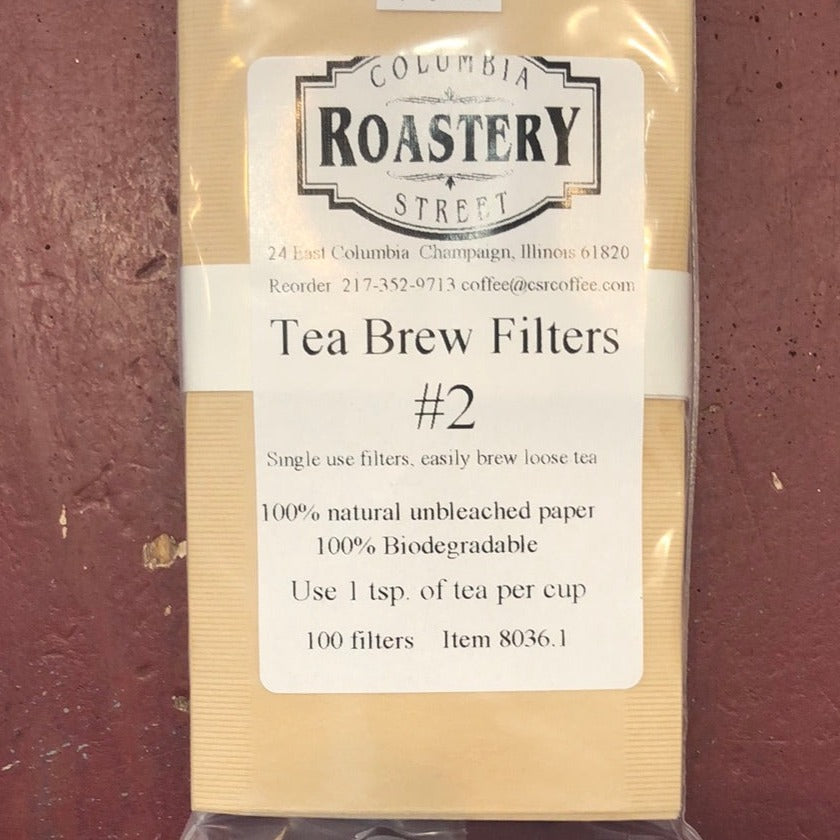 COLUMBIA
ROASTERY
STREET
24 East Columbia Champaign, Illinois 61820
Reorder 217-352-9713 coffee@csrcoffee.com
Tea Brew Filters
#2
Single use filters, easily brew loose tea
100% natural unbleached paper
100% Biodegradable
Use 1 tsp. of tea per cup
100 filters Item 8036.1